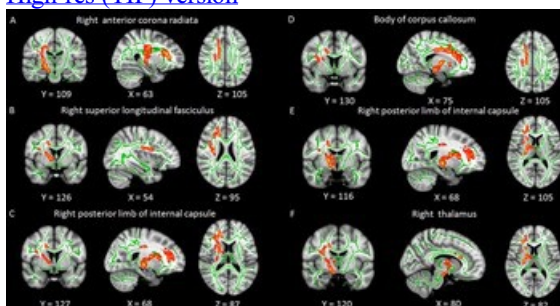 High-res (TIF) version
A Right anterior corona radiata
Y = 109 X = 63 Z = 105
B Right superior longitudinal fasciculus
Y = 126 X = 54 Z = 95
C Right posterior limb of internal capsule
Y = 127 X = 68 Z = 87
D Body of corpus callosum
Y = 130 X = 75 Z = 105
E Right posterior limb of internal capsule
Y = 116 X = 68 Z = 105
F Right thalamus
Y = 120 X = 80